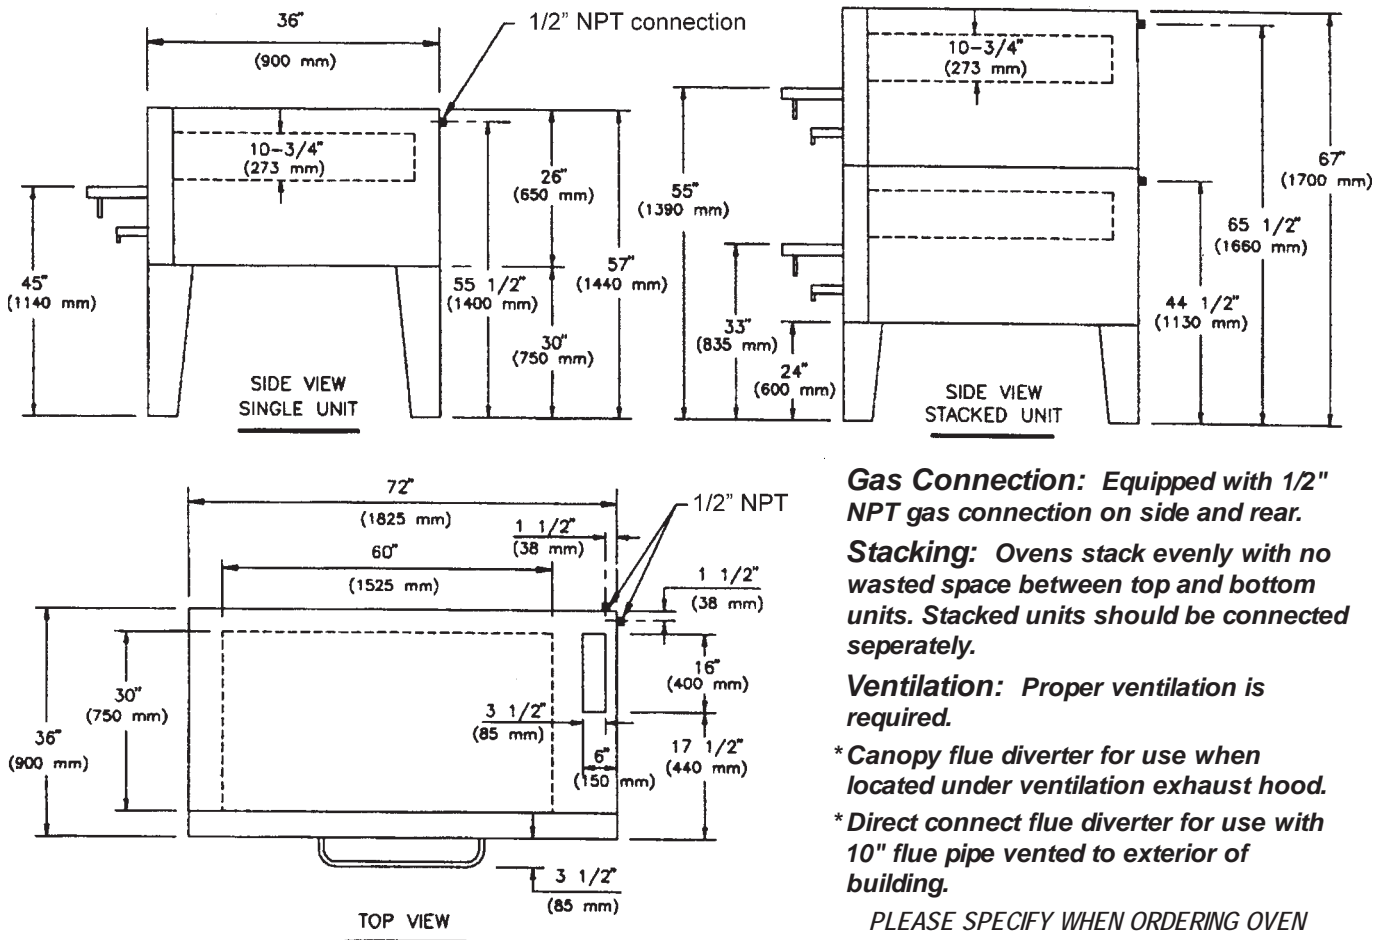 36"
(900 mm)
1/2” NPT connection
10-3/4"
(273 mm)
26"
(650 mm)
45"
(1140 mm)
55 1/2"
(1400 mm)
57"
(1440 mm)
30"
(750 mm)
SIDE VIEW
SINGLE UNIT
10-3/4"
(273 mm)
55"
(1390 mm)
67"
(1700 mm)
65 1/2"
(1660 mm)
44 1/2"
(1130 mm)
33"
(835 mm)
24"
(600 mm)
SIDE VIEW
STACKED UNIT
72"
(1825 mm)
1/2” NPT
1 1/2"
(38 mm)
60"
(1525 mm)
1 1/2"
(38 mm)
30"
(750 mm)
36"
(900 mm)
16"
(400 mm)
3 1/2"
(85 mm)
6"
(150 mm)
17 1/2"
(440 mm)
3 1/2"
(85 mm)
TOP VIEW
Gas Connection: Equipped with 1/2"
NPT gas connection on side and rear.
Stacking: Ovens stack evenly with no
wasted space between top and bottom
units. Stacked units should be connected
seperately.
Ventilation: Proper ventilation is
required.
* Canopy flue diverter for use when
located under ventilation exhaust hood.
* Direct connect flue diverter for use with
10" flue pipe vented to exterior of
building.
PLEASE SPECIFY WHEN ORDERING OVEN